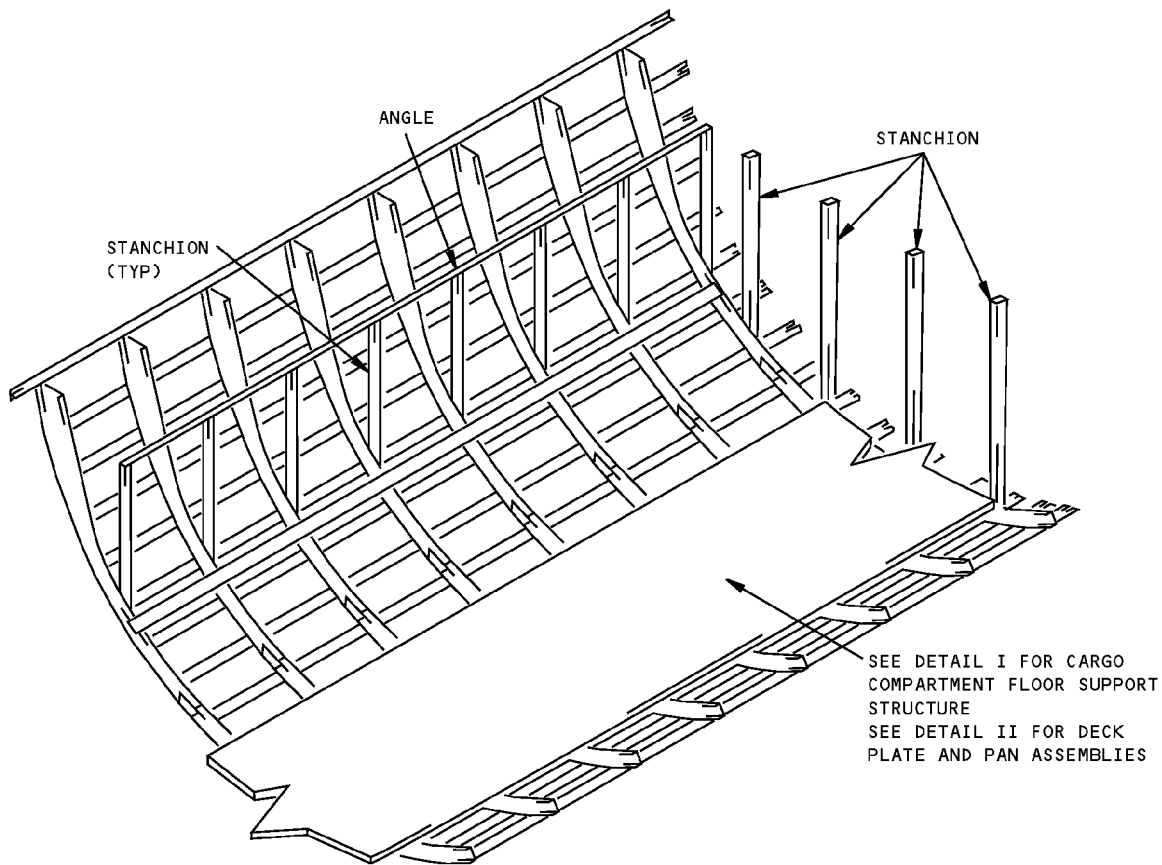 ANGLE
STANCHION
STANCHION
(TYP)
SEE DETAIL I FOR CARGO
COMPARTMENT FLOOR SUPPORT
STRUCTURE
SEE DETAIL II FOR DECK
PLATE AND PAN ASSEMBLIES